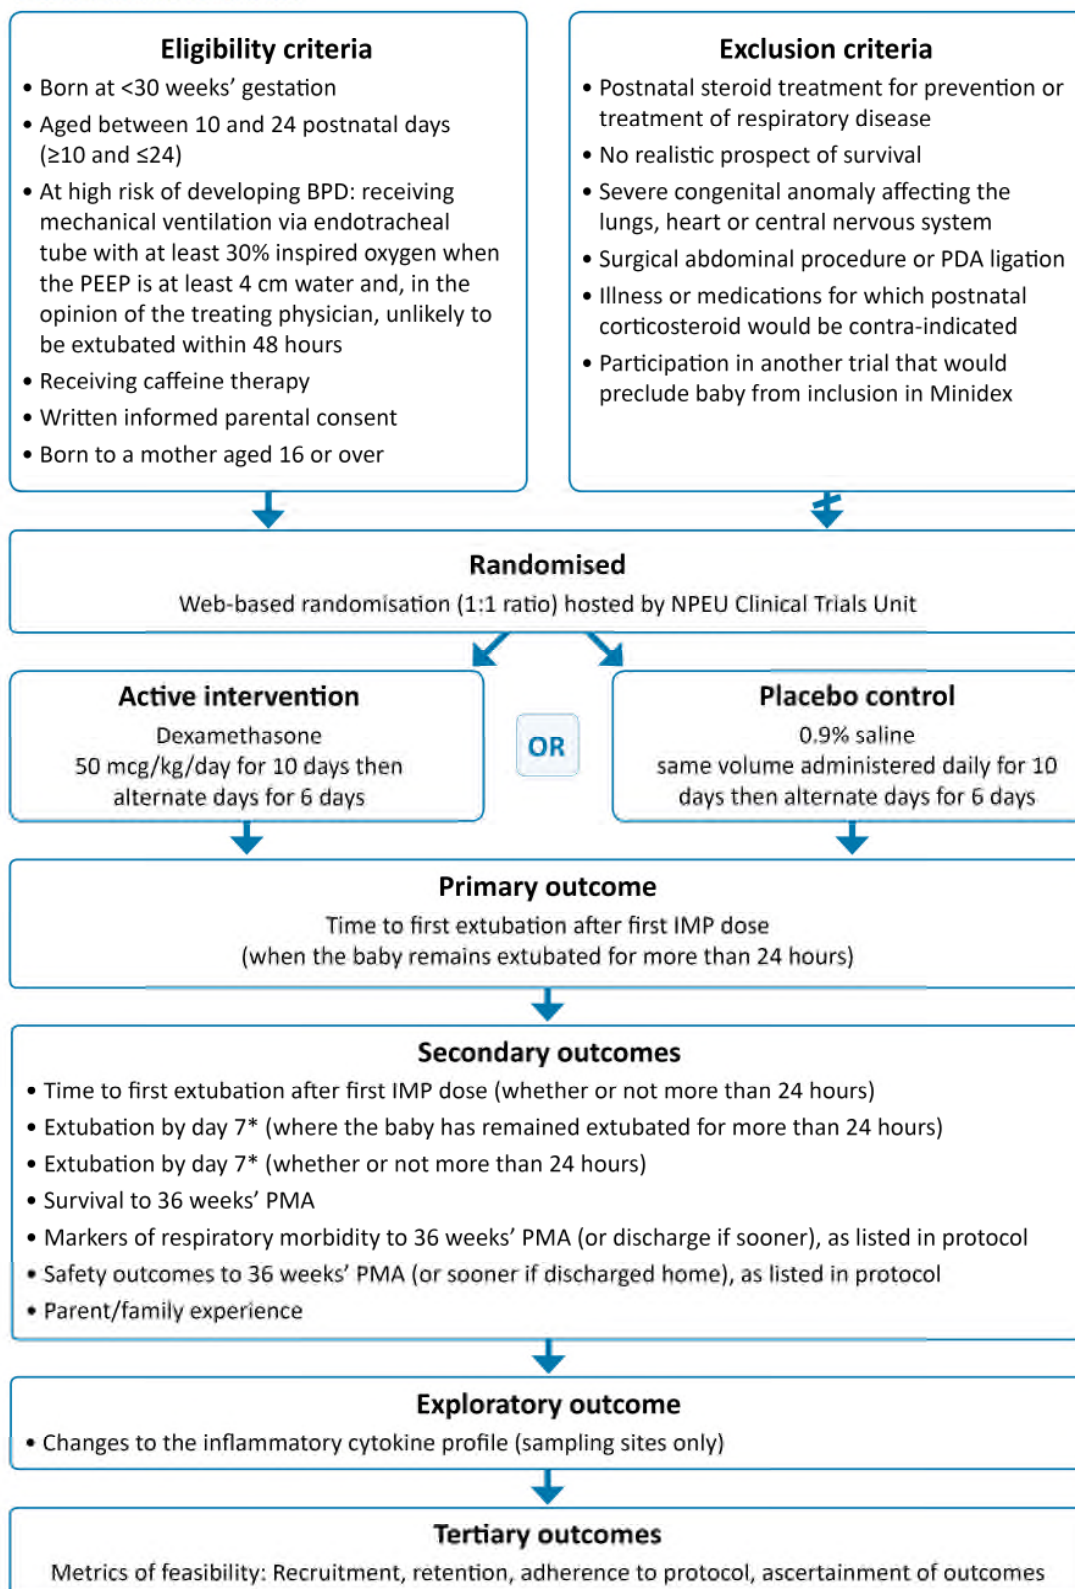 Eligibility criteria
• Born at <30 weeks’ gestation
• Aged between 10 and 24 postnatal days
(≥10 and ≤24)
• At high risk of developing BPD: receiving
mechanical ventilation via endotracheal
tube with at least 30% inspired oxygen when
the PEEP is at least 4 cm water and, in the
opinion of the treating physician, unlikely to
be extubated within 48 hours
• Receiving caffeine therapy
• Written informed parental consent
• Born to a mother aged 16 or over
Exclusion criteria
• Postnatal steroid treatment for prevention or
treatment of respiratory disease
• No realistic prospect of survival
• Severe congenital anomaly affecting the
lungs, heart or central nervous system
• Surgical abdominal procedure or PDA ligation
• Illness or medications for which postnatal
corticosteroid would be contra-indicated
• Participation in another trial that would
preclude baby from inclusion in Minidex
Randomised
Web-based randomisation (1:1 ratio) hosted by NPEU Clinical Trials Unit
Active intervention
Dexamethasone
50 mcg/kg/day for 10 days then
alternate days for 6 days
OR
Placebo control
0.9% saline
same volume administered daily for 10
days then alternate days for 6 days
Primary outcome
Time to first extubation after first IMP dose
(when the baby remains extubated for more than 24 hours)
Secondary outcomes
• Time to first extubation after first IMP dose (whether or not more than 24 hours)
• Extubation by day 7* (where the baby has remained extubated for more than 24 hours)
• Extubation by day 7* (whether or not more than 24 hours)
• Survival to 36 weeks’ PMA
• Markers of respiratory morbidity to 36 weeks’ PMA (or discharge if sooner), as listed in protocol
• Safety outcomes to 36 weeks’ PMA (or sooner if discharged home), as listed in protocol
• Parent/family experience
Exploratory outcome
• Changes to the inflammatory cytokine profile (sampling sites only)
Tertiary outcomes
Metrics of feasibility: Recruitment, retention, adherence to protocol, ascertainment of outcomes